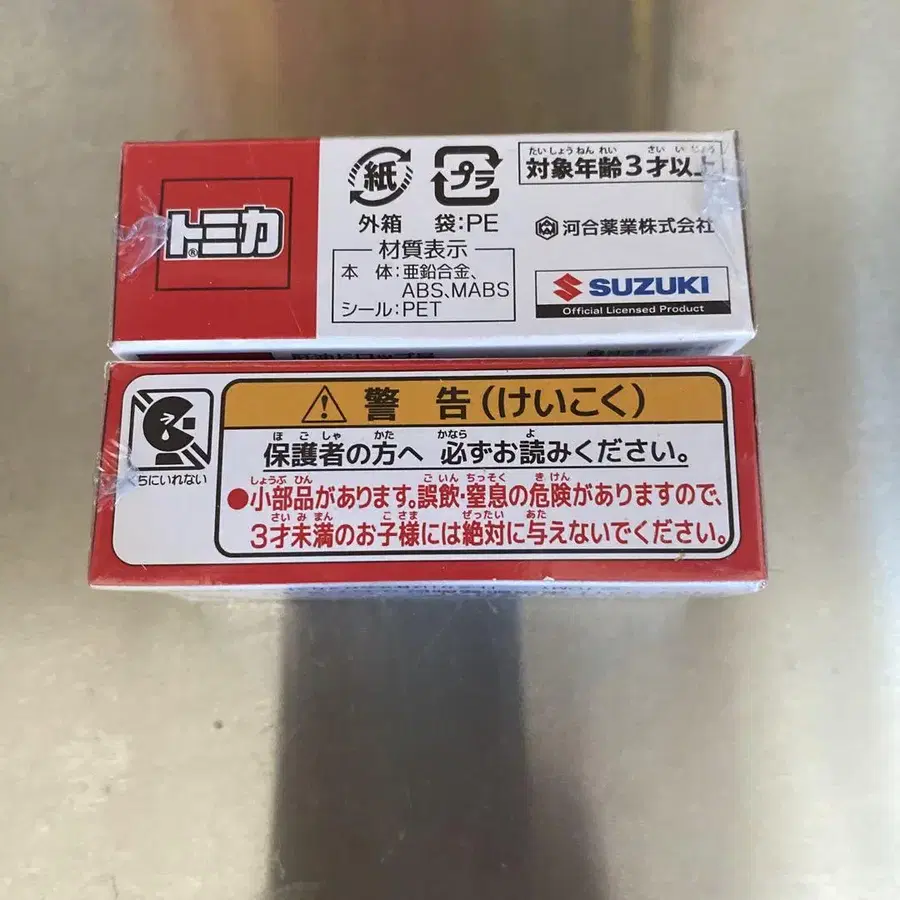 トミカ
®
紙
プラ
外箱 袋:PE
材質表示
本 体:亜鉛合金、
ABS、MABS
シール:PET
たいしょうねんれい さい いじょう
対象年齢3才以上
河合薬業株式会社
SUZUKI
Official Licensed Product
警 告(けいこく)
ほごしゃ かた かなら よ
保護者の方へ 必ずお読みください。
しょうぶひん ごいん ちっそく きけん
●小部品があります。誤飲・窒息の危険がありますので、
さいみまん こさま ぜったい あた
3才未満のお子様には絶対に与えないでください。
ちにいれない